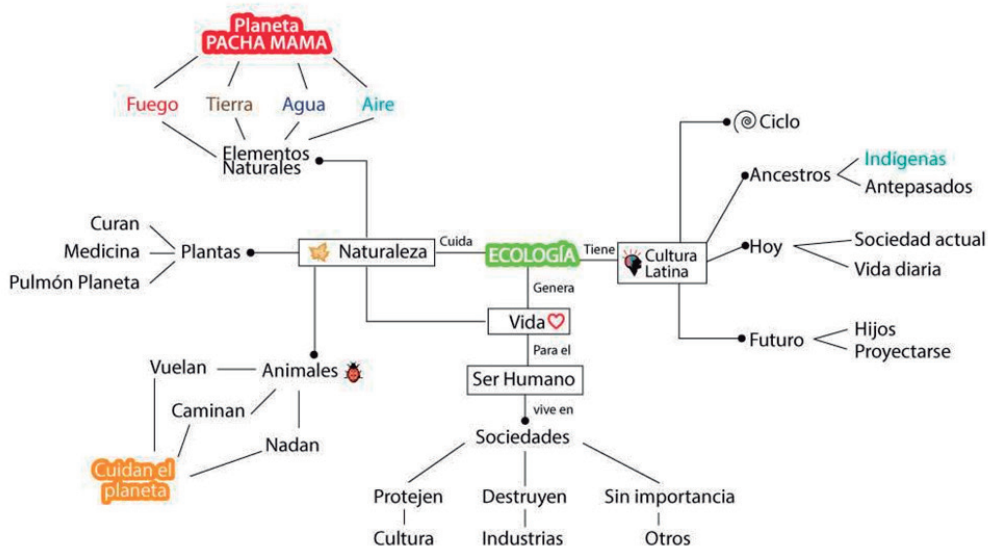 Planeta
PACHA MAMA
Fuego
Tierra
Agua
Aire
Elementos
Naturales
Ciclo
Ancestros
Indígenas
Antepasados
Curan
Medicina
Pulmón Planeta
Plantas
Naturaleza
Cuida
ECOLOGÍA
Tiene
Cultura
Latina
Hoy
Sociedad actual
Vida diaria
Genera
Vida
Para el
Futuro
Hijos
Proyectarse
Vuelan
Animales
Caminan
Nadan
Cuidan el
planeta
Ser Humano
vive en
Sociedades
Protejen
Destruyen
Sin importancia
Cultura
Industrias
Otros